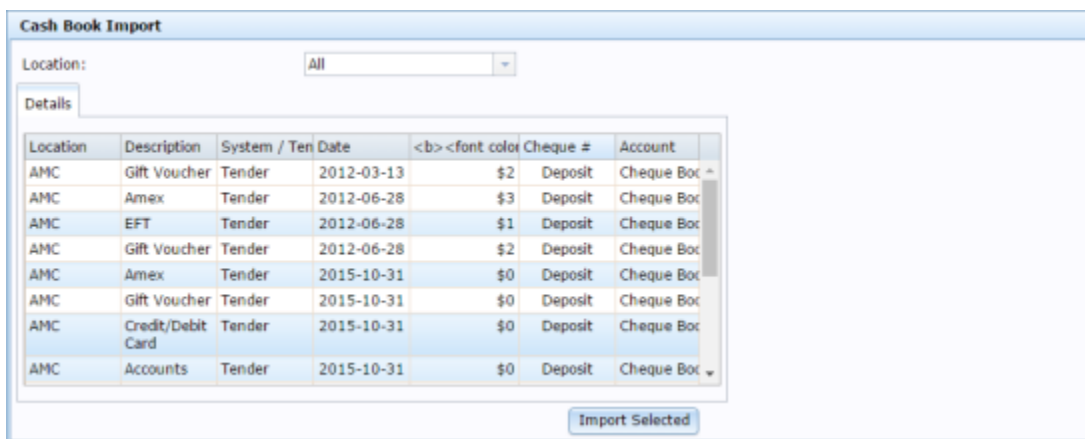 Cash Book Import
Location: All
Details
Location Description System / Ten Date <b><font color Cheque # Account
AMC Gift Voucher Tender 2012-03-13 $2 Deposit Cheque Boo
AMC Amex Tender 2012-06-28 $3 Deposit Cheque Boo
AMC EFT Tender 2012-06-28 $1 Deposit Cheque Boo
AMC Gift Voucher Tender 2012-06-28 $2 Deposit Cheque Boo
AMC Amex Tender 2015-10-31 $0 Deposit Cheque Boo
AMC Gift Voucher Tender 2015-10-31 $0 Deposit Cheque Boo
AMC Credit/Debit Tender 2015-10-31 $0 Deposit Cheque Boo
Card
AMC Accounts Tender 2015-10-31 $0 Deposit Cheque Boo
Import Selected